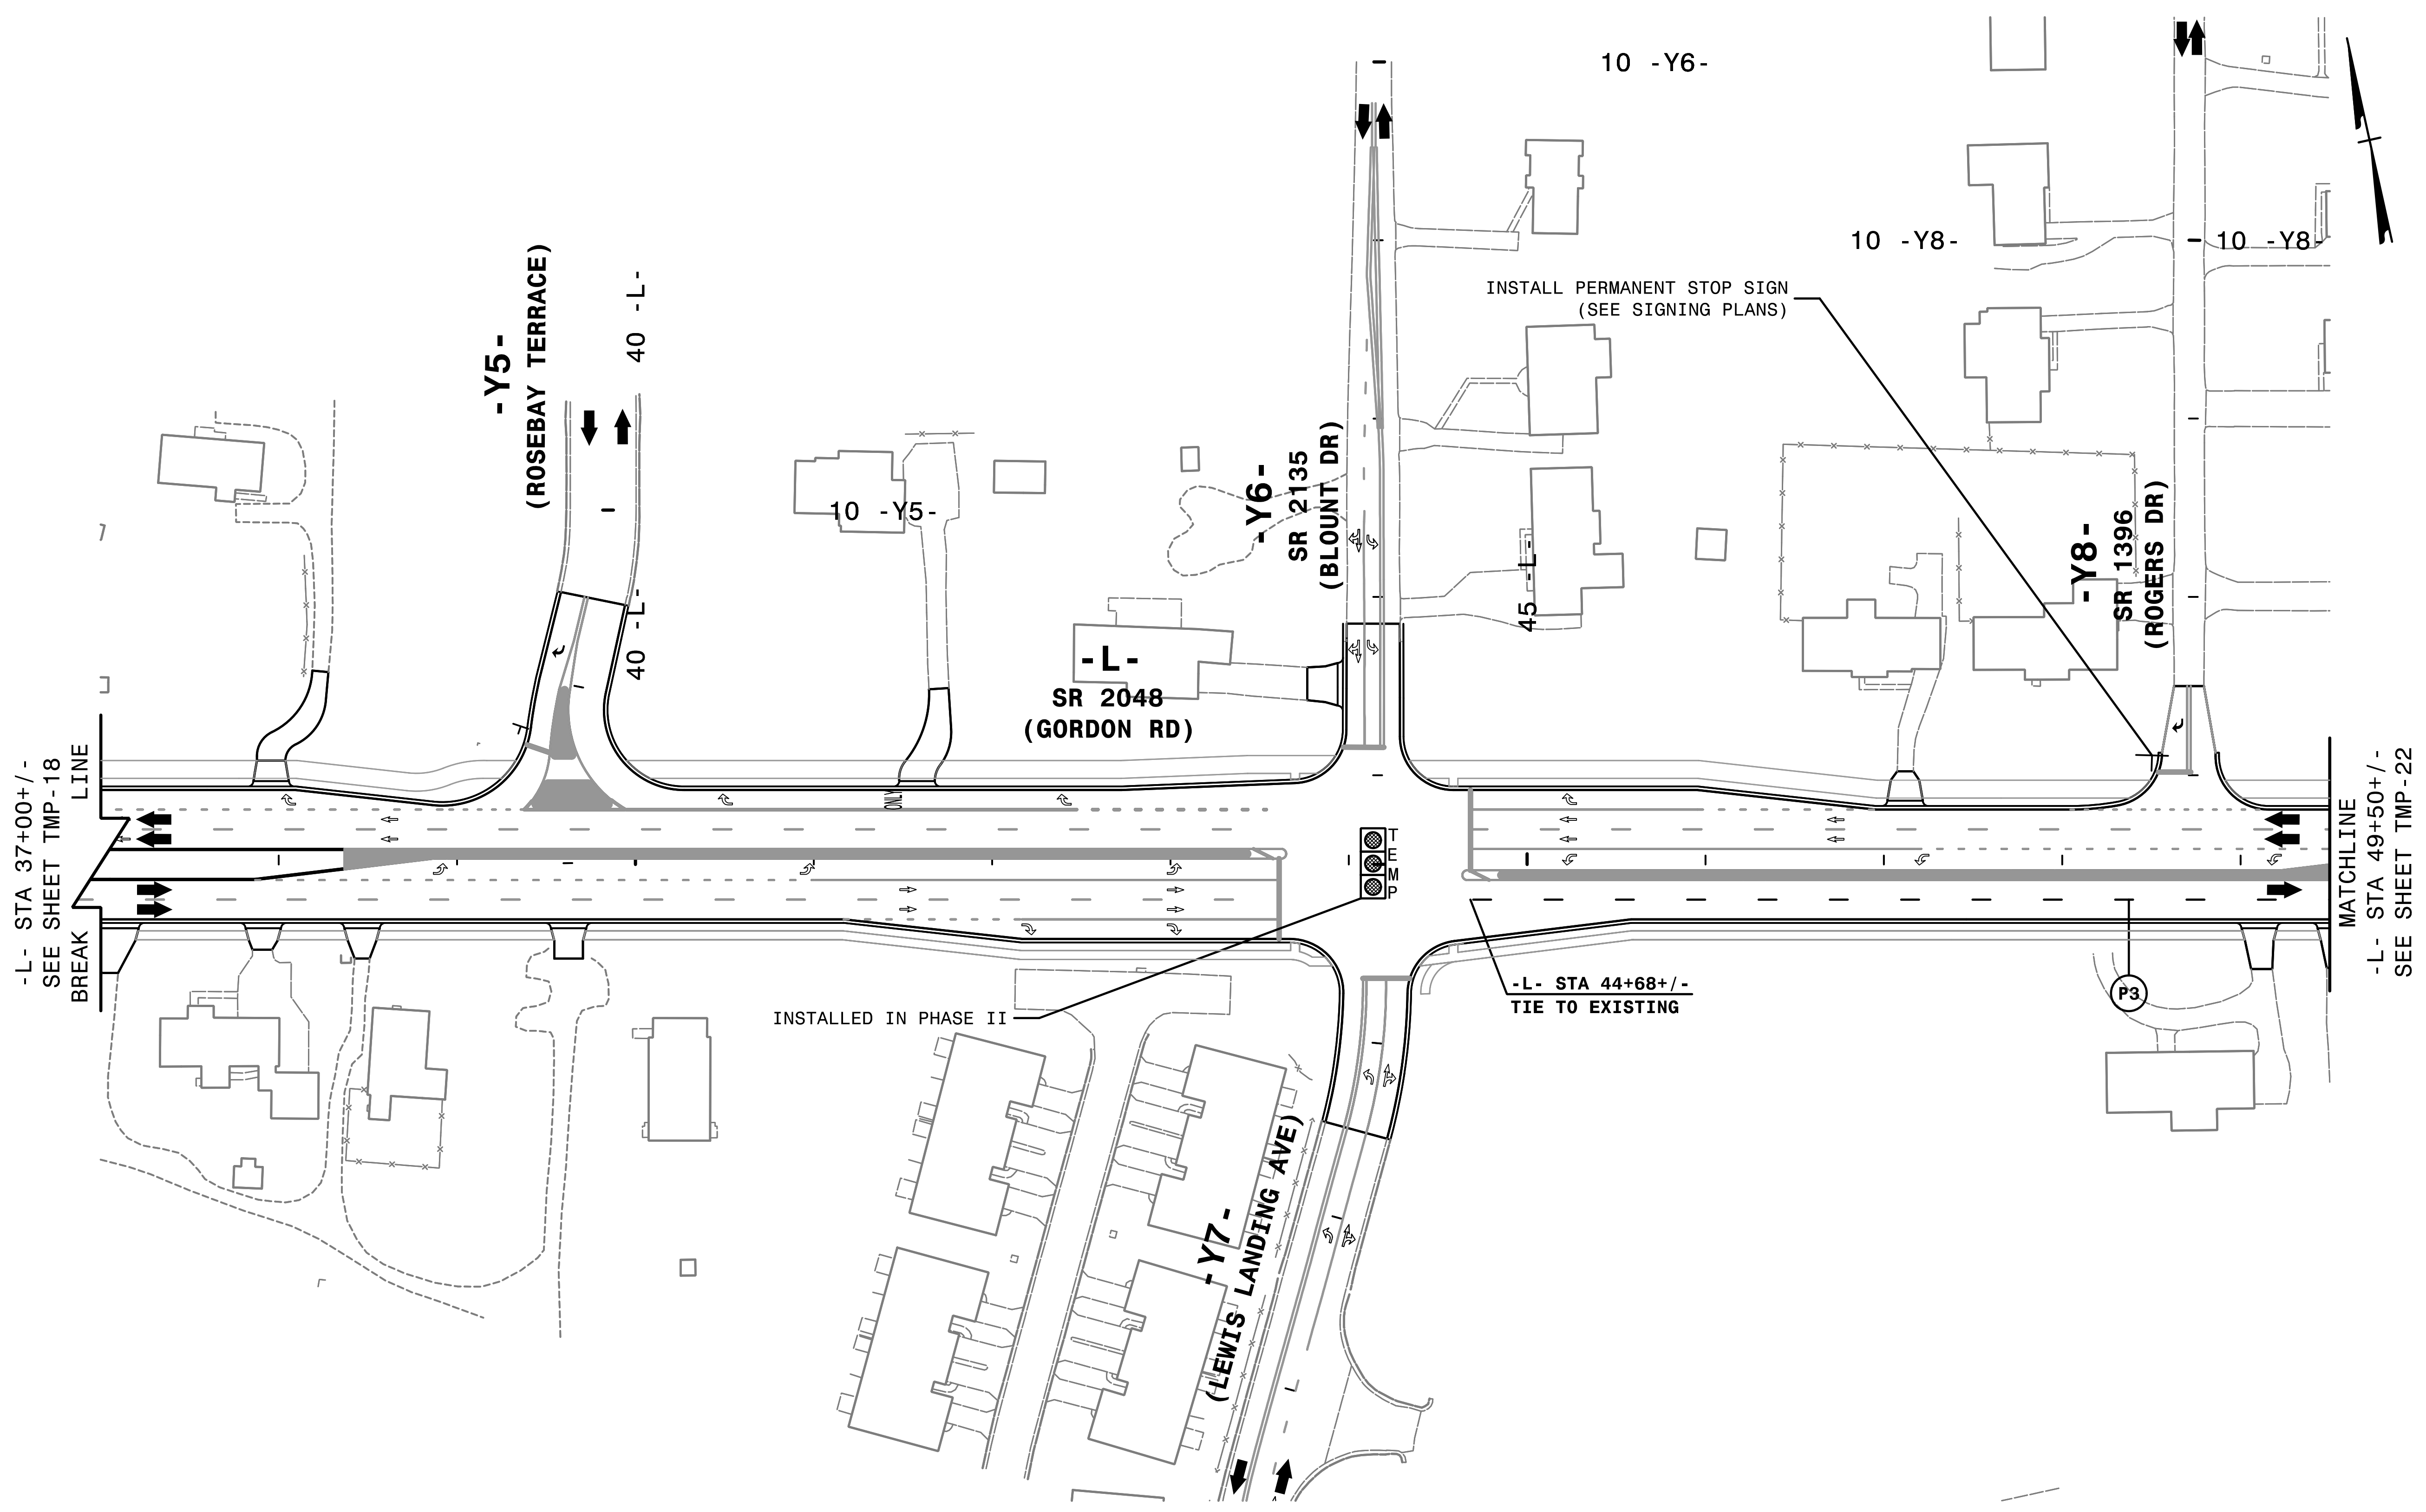 10 -Y6-
10 -Y8-
10 -Y8-
INSTALL PERMANENT STOP SIGN
(SEE SIGNING PLANS)
-Y5-
(ROSEBAY TERRACE)
40 -L-
10 -Y5-
-Y6-
SR 2135
(BLOUNT DR)
45 -L-
-Y8-
SR 1396
(ROGERS DR)
40 -L-
-L-
SR 2048
(GORDON RD)
-L- STA 37+00+/-
SEE SHEET TMP-18
BREAK LINE
ONLY
TEMP
MATCHLINE
-L- STA 49+50+/-
SEE SHEET TMP-22
-L- STA 44+68+/-
TIE TO EXISTING
P3
INSTALLED IN PHASE II
-Y7-
(LEWIS LANDING AVE)